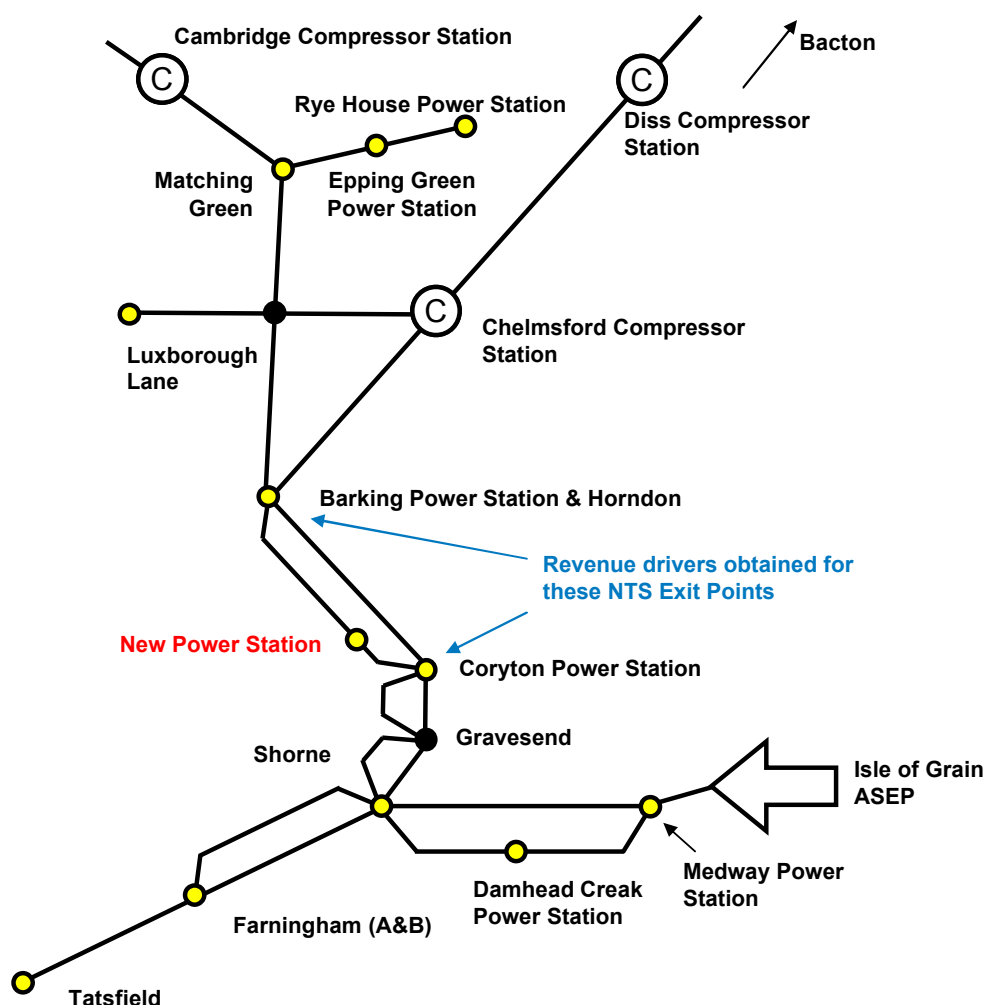 Cambridge Compressor Station
C
C
Bacton
Rye House Power Station
Diss Compressor
Station
Matching
Green
Epping Green
Power Station
C
Chelmsford Compressor
Station
Luxborough
Lane
Barking Power Station & Horndon
Revenue drivers obtained for
these NTS Exit Points
New Power Station
Coryton Power Station
Gravesend
Shorne
Isle of Grain
ASEP
Medway Power
Station
Damhead Creak
Power Station
Farningham (A&B)
Tatsfield